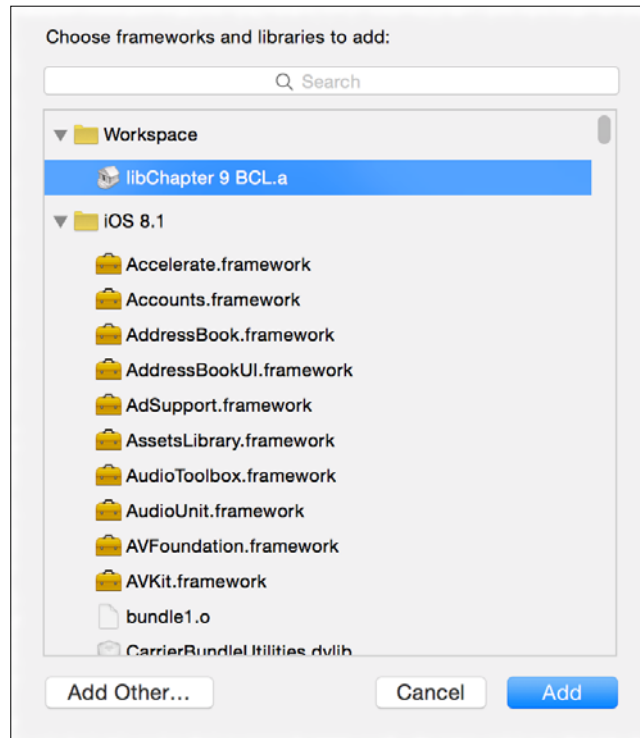 Choose frameworks and libraries to add:
Search
Workspace
libChapter 9 BCL.a
iOS 8.1
Accelerate.framework
Accounts.framework
AddressBook.framework
AddressBookUI.framework
AdSupport.framework
AssetsLibrary.framework
AudioToolbox.framework
AudioUnit.framework
AVFoundation.framework
AVKit.framework
bundle1.o
CarrierBundleUtilities.dylib
Add Other...
Cancel
Add